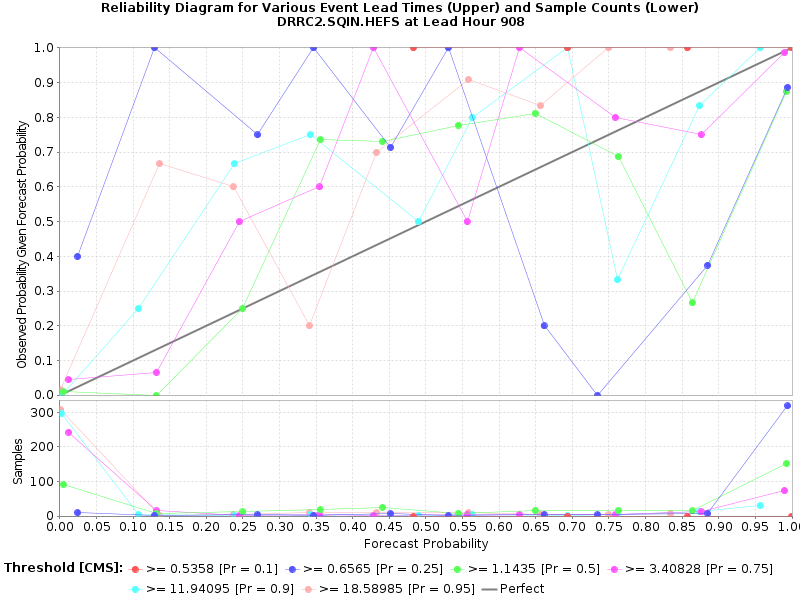 Reliability Diagram for Various Event Lead Times (Upper) and Sample Counts (Lower)
DRRC2.SQIN.HEFS at Lead Hour 908
Observed Probability Given Forecast Probability
1.0
0.9
0.8
0.7
0.6
0.5
0.4
0.3
0.2
0.1
0.0
Samples
300
200
100
0
0.00 0.05 0.10 0.15 0.20 0.25 0.30 0.35 0.40 0.45 0.50 0.55 0.60 0.65 0.70 0.75 0.80 0.85 0.90 0.95 1.0
Forecast Probability
Threshold [CMS]: >= 0.5358 [Pr = 0.1] >= 0.6565 [Pr = 0.25] >= 1.1435 [Pr = 0.5] >= 3.40828 [Pr = 0.75]
>= 11.94095 [Pr = 0.9] >= 18.58985 [Pr = 0.95] Perfect